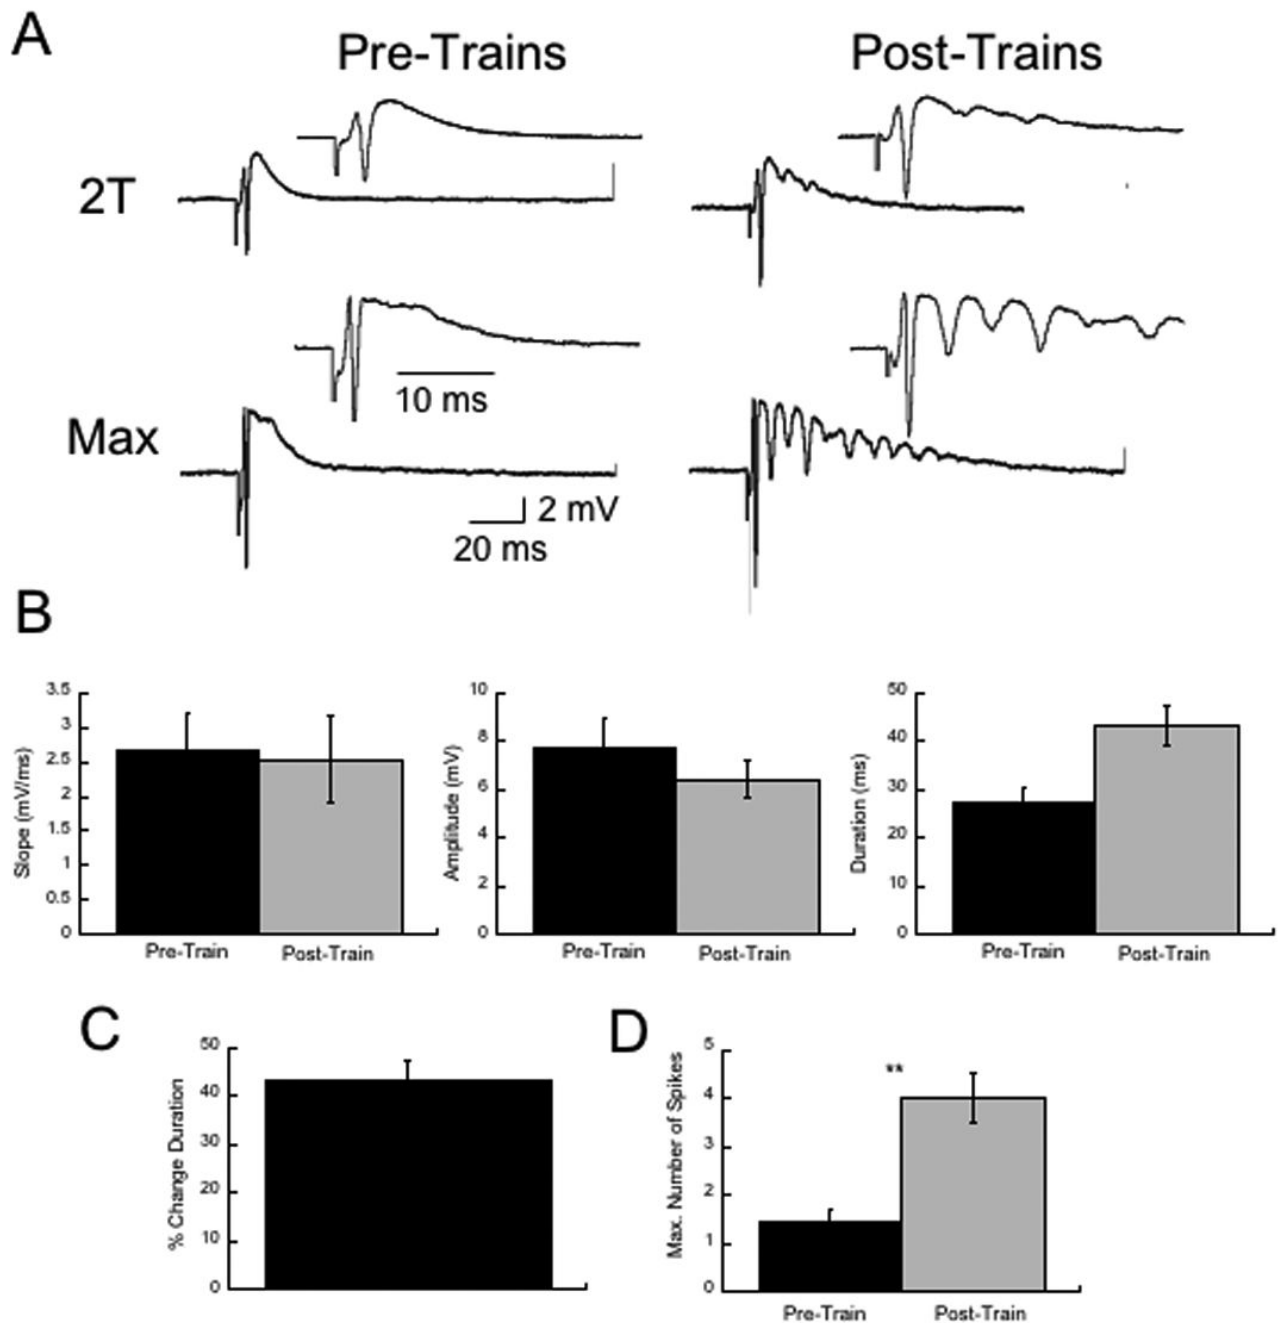 A
Pre-Trains
Post-Trains
2T
10 ms
Max
2 mV
20 ms
B
Slope (mV/ms)
3.5
3
2.5
2
1.5
1
0.5
0
Pre-Train
Post-Train
Amplitude (mV)
10
8
6
4
2
0
Pre-Train
Post-Train
Duration (ms)
50
40
30
20
10
0
Pre-Train
Post-Train
C
% Change Duration
50
40
30
20
10
0
D
Max. Number of Spikes
5
4
3
2
1
0
**
Pre-Train
Post-Train